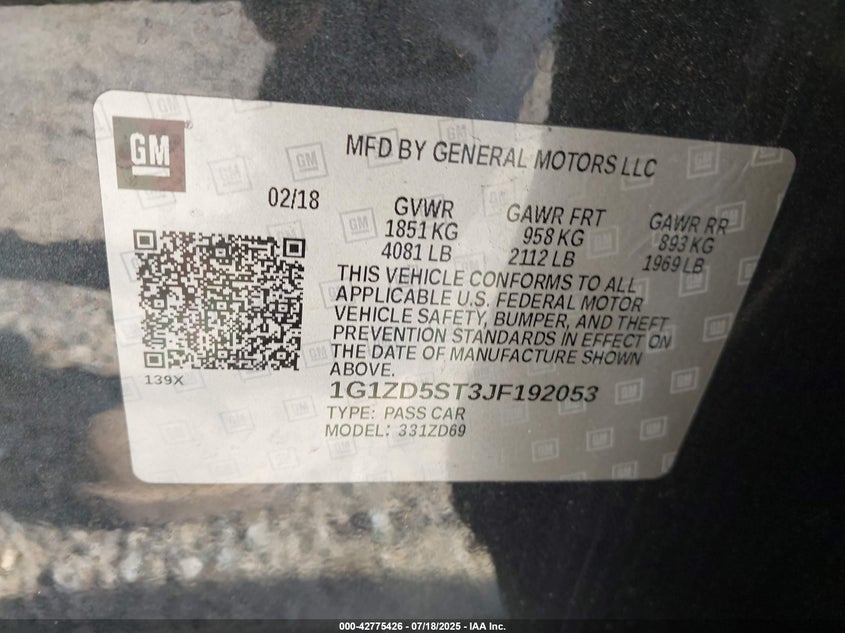 GM
MFD BY GENERAL MOTORS LLC
02/18
GVWR
1851 KG
4081 LB
GAWR FRT
958 KG
2112 LB
GAWR RR
893 KG
1969 LB
THIS VEHICLE CONFORMS TO ALL
APPLICABLE U.S. FEDERAL MOTOR
VEHICLE SAFETY, BUMPER, AND THEFT
PREVENTION STANDARDS IN EFFECT ON
THE DATE OF MANUFACTURE SHOWN
ABOVE.
139X
1G1ZD5ST3JF192053
TYPE: PASS CAR
MODEL: 331ZD69
000-42775426 - 07/18/2025 - IAA Inc.